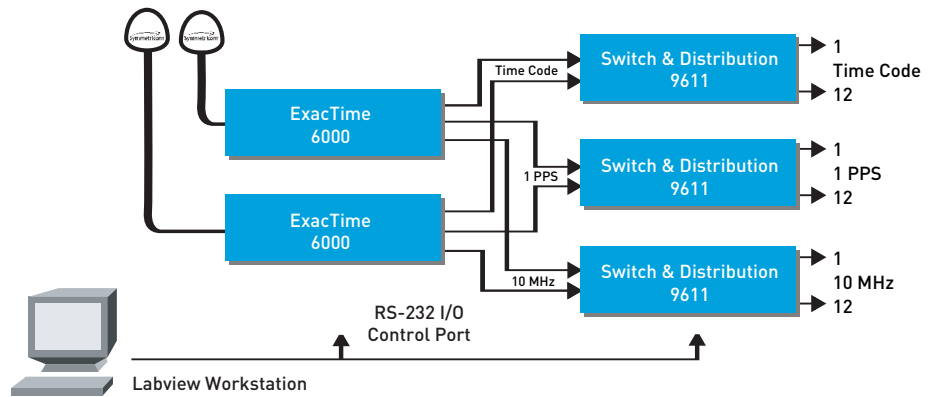 Symmetricom Symmetricom
ExacTime
6000
ExacTime
6000
Time Code
1 PPS
10 MHz
Switch & Distribution
9611
Switch & Distribution
9611
Switch & Distribution
9611
1
Time Code
12
1
1 PPS
12
1
10 MHz
12
RS-232 I/O
Control Port
Labview Workstation